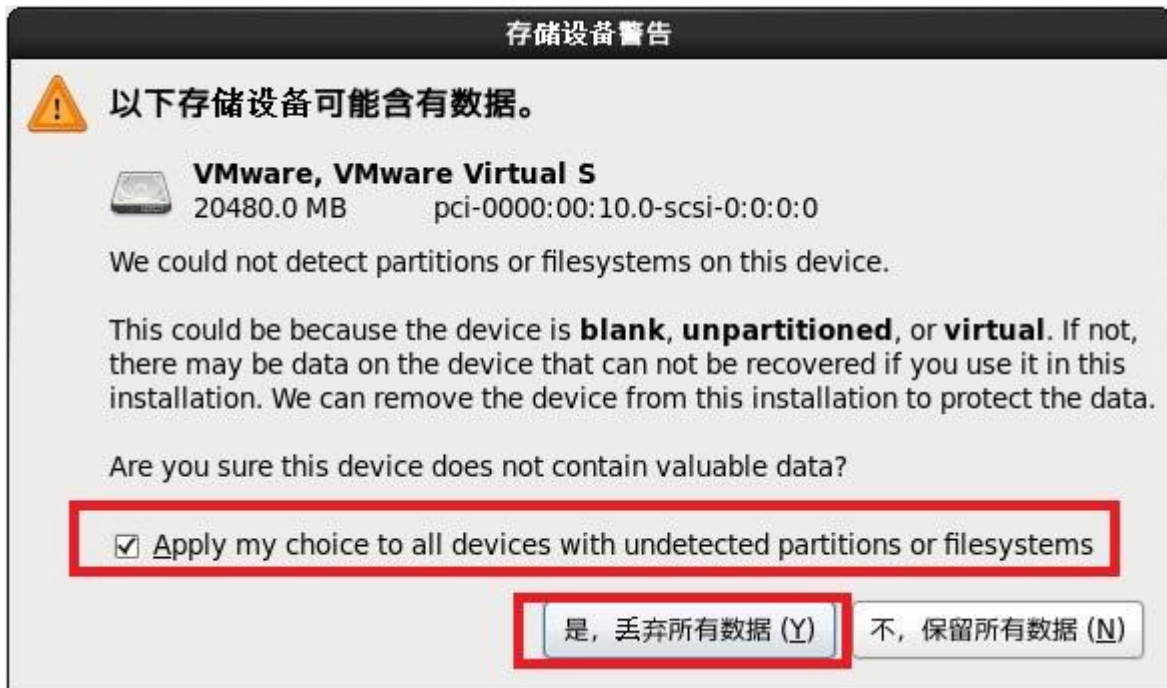 存储设备警告
以下存储设备可能含有数据。
VMware, VMware Virtual S
20480.0 MB pci-0000:00:10.0-scsi-0:0:0:0
We could not detect partitions or filesystems on this device.
This could be because the device is blank, unpartitioned, or virtual. If not,
there may be data on the device that can not be recovered if you use it in this
installation. We can remove the device from this installation to protect the data.
Are you sure this device does not contain valuable data?
Apply my choice to all devices with undetected partitions or filesystems
是，丢弃所有数据 (Y) 不，保留所有数据 (N)